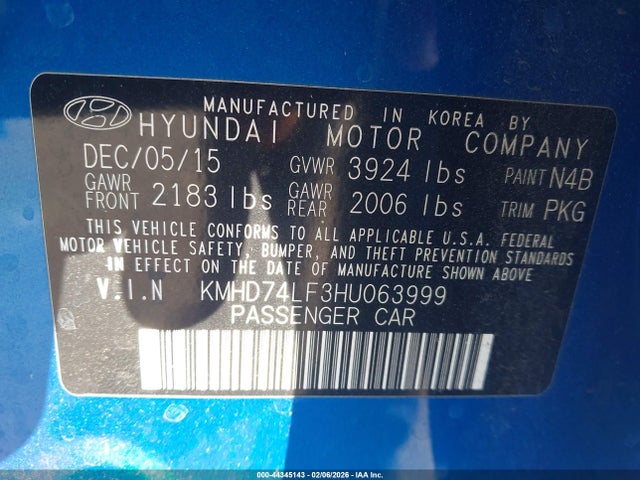 MANUFACTURED IN KOREA BY
HYUNDAI MOTOR COMPANY
DEC/05/15 GVWR 3924 lbs PAINT N4B
GAWR FRONT 2183 lbs GAWR REAR 2006 lbs TRIM PKG
THIS VEHICLE CONFORMS TO ALL APPLICABLE U.S.A. FEDERAL
MOTOR VEHICLE SAFETY, BUMPER, AND THEFT PREVENTION STANDARDS
IN EFFECT ON THE DATE OF MANUFACTURE SHOWN ABOVE
V.I.N KMHD74LF3HU063999
PASSENGER CAR
000-44345143 - 02/06/2026 - IAA Inc.